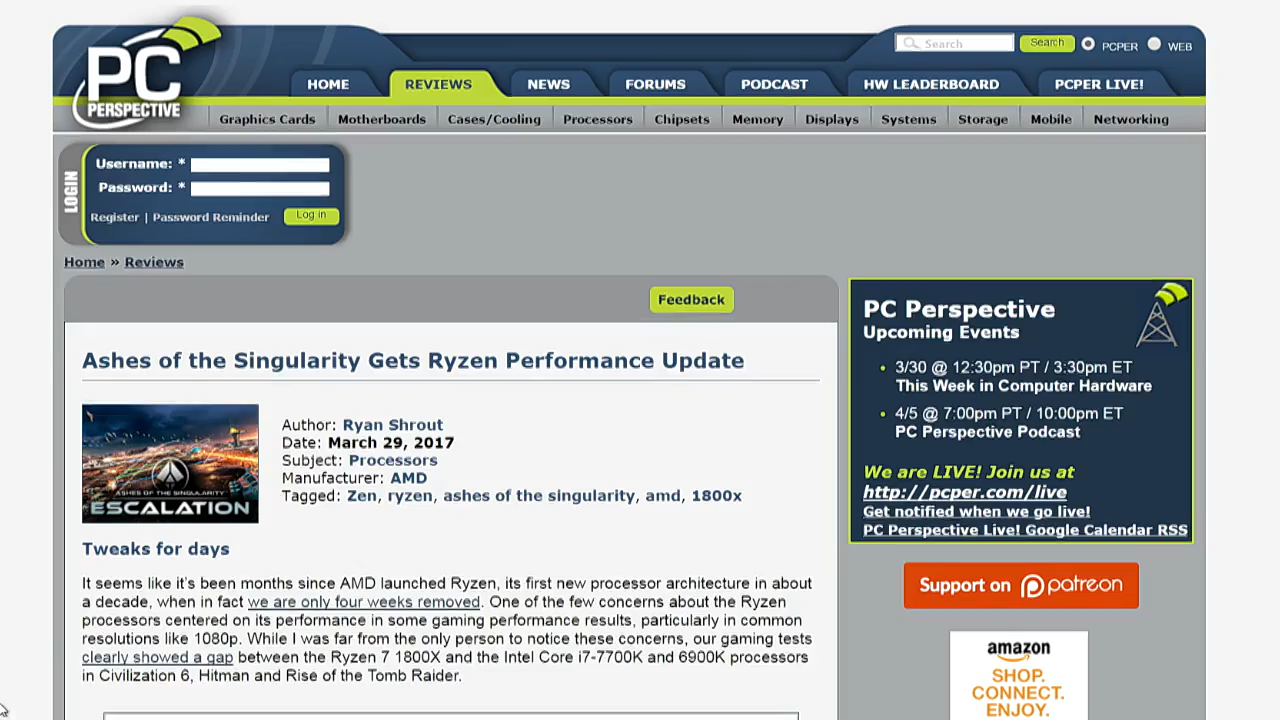 PC
PERSPECTIVE
Search
Search
PCPER
WEB
HOME
REVIEWS
NEWS
FORUMS
PODCAST
HW LEADERBOARD
PCPER LIVE!
Graphics Cards
Motherboards
Cases/Cooling
Processors
Chipsets
Memory
Displays
Systems
Storage
Mobile
Networking
LOGIN
Username: *
Password: *
Register | Password Reminder
Log in
Home » Reviews
Feedback
Ashes of the Singularity Gets Ryzen Performance Update
ASHES OF THE SINGULARITY
ESCALATION
Author: Ryan Shrout
Date: March 29, 2017
Subject: Processors
Manufacturer: AMD
Tagged: Zen, ryzen, ashes of the singularity, amd, 1800x
Tweaks for days
It seems like it's been months since AMD launched Ryzen, its first new processor architecture in about
a decade, when in fact we are only four weeks removed. One of the few concerns about the Ryzen
processors centered on its performance in some gaming performance results, particularly in common
resolutions like 1080p. While I was far from the only person to notice these concerns, our gaming tests
clearly showed a gap between the Ryzen 7 1800X and the Intel Core i7-7700K and 6900K processors
in Civilization 6, Hitman and Rise of the Tomb Raider.
PC Perspective
Upcoming Events
• 3/30 @ 12:30pm PT / 3:30pm ET
This Week in Computer Hardware
• 4/5 @ 7:00pm PT / 10:00pm ET
PC Perspective Podcast
We are LIVE! Join us at
http://pcper.com/live
Get notified when we go live!
PC Perspective Live! Google Calendar RSS
Support on patreon
amazon
SHOP.
CONNECT.
ENJOY.